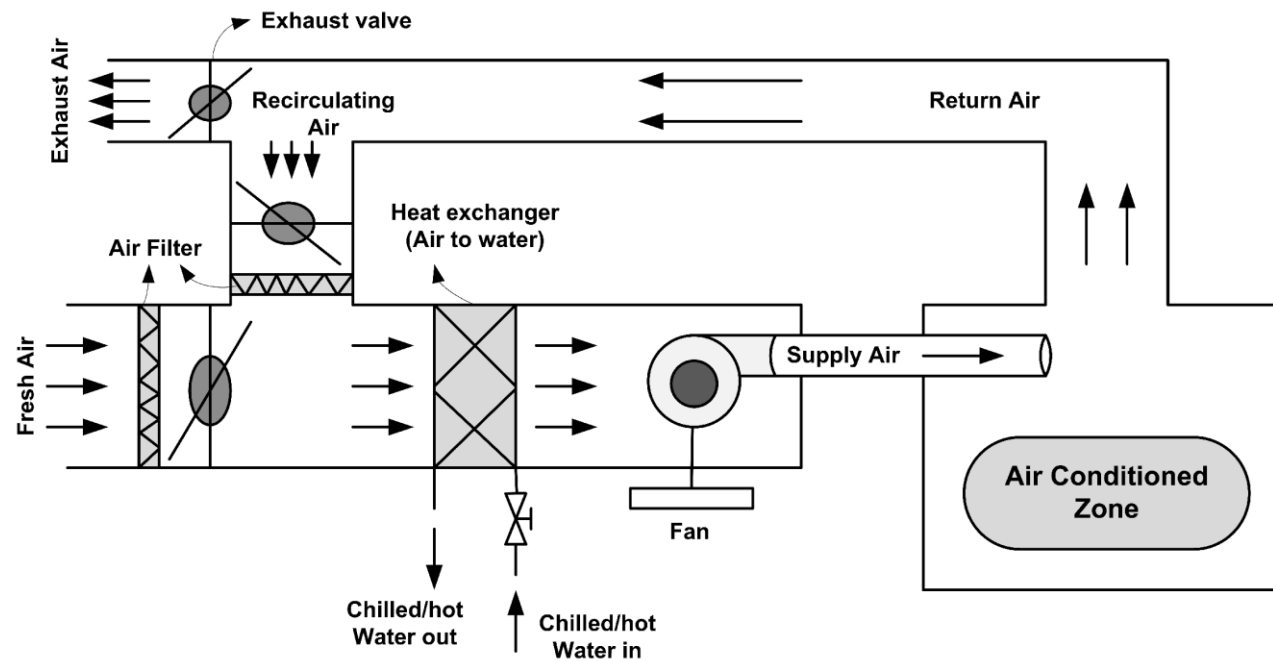 Exhaust valve
Exhaust Air
Recirculating
Air
Return Air
Heat exchanger
(Air to water)
Air Filter
Fresh Air
Supply Air
Air Conditioned
Zone
Fan
Chilled/hot
Water out
Chilled/hot
Water in